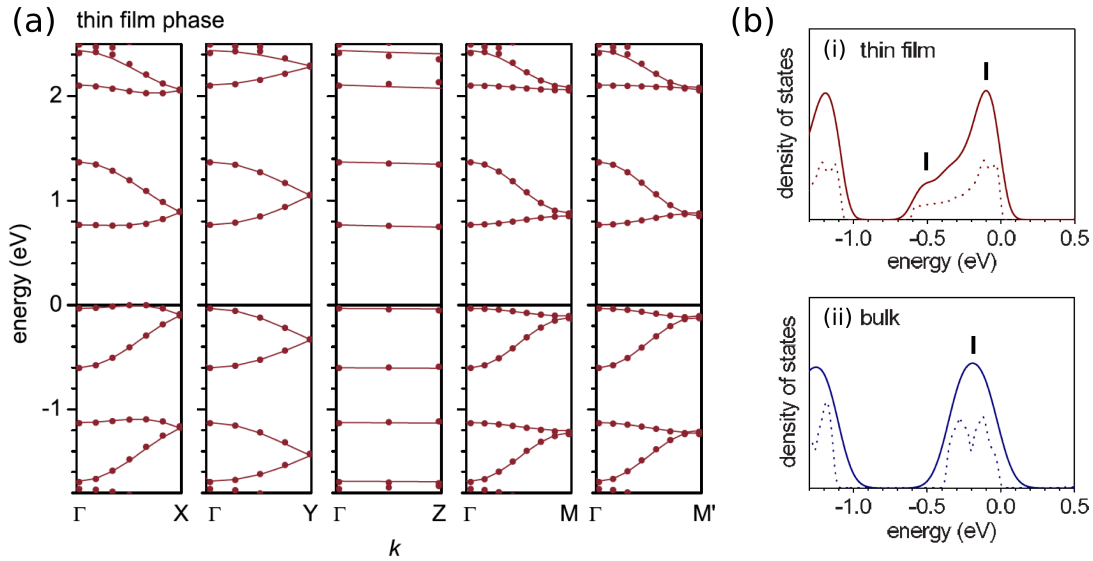 (a) thin film phase
energy (eV)
2
1
0
-1
Γ X
Γ Y
Γ Z
Γ M
Γ M'
k
(b)
(i) thin film
density of states
-1.0 -0.5 0.0 0.5
energy (eV)
(ii) bulk
density of states
-1.0 -0.5 0.0 0.5
energy (eV)